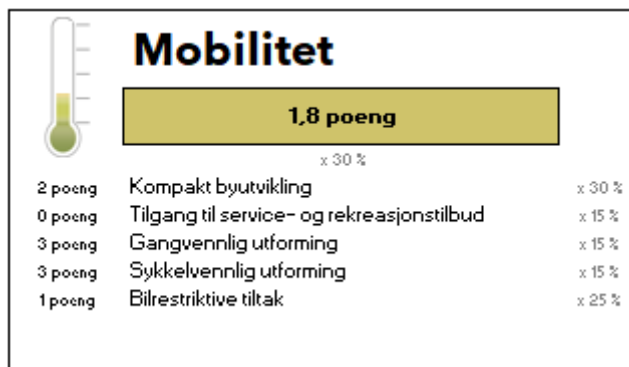 Mobilitet
1,8 poeng
x 30 %
2 poeng Kompakt byutvikling x 30 %
0 poeng Tilgang til service- og rekreasjonstilbud x 15 %
3 poeng Gangvennlig utforming x 15 %
3 poeng Sykkelvennlig utforming x 15 %
1 poeng Bilrestriktive tiltak x 25 %